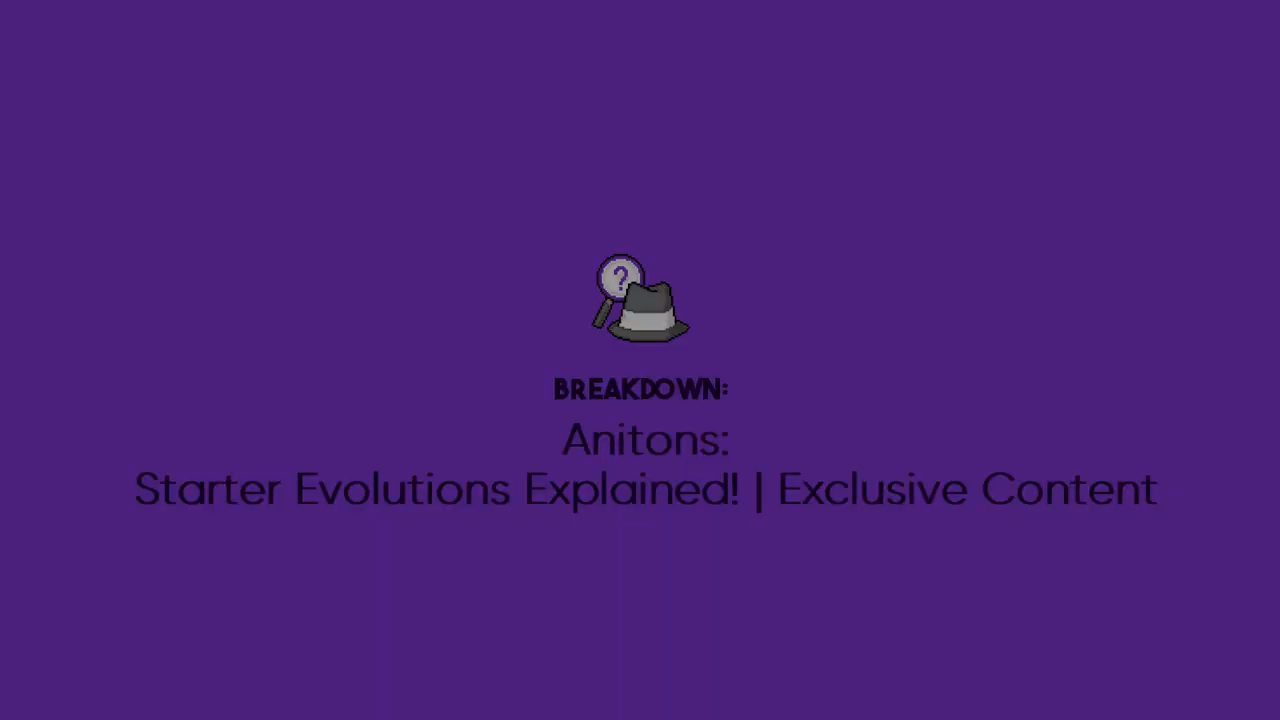 ?
BREAKDOWN:
Anitons:
Starter Evolutions Explained! | Exclusive Content